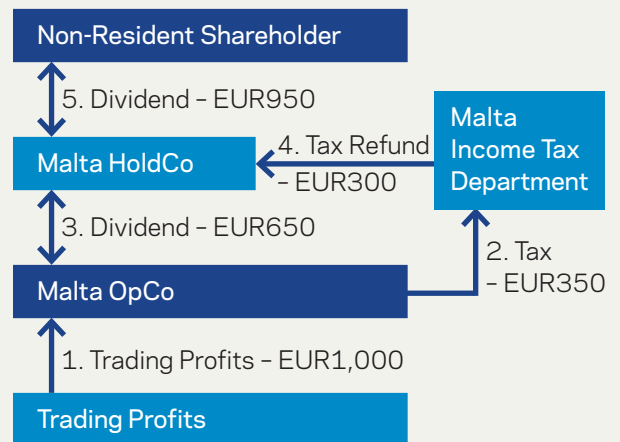 Non-Resident Shareholder
5. Dividend – EUR950
Malta HoldCo
4. Tax Refund
– EUR300
Malta
Income Tax
Department
3. Dividend – EUR650
Malta OpCo
2. Tax
– EUR350
1. Trading Profits – EUR1,000
Trading Profits